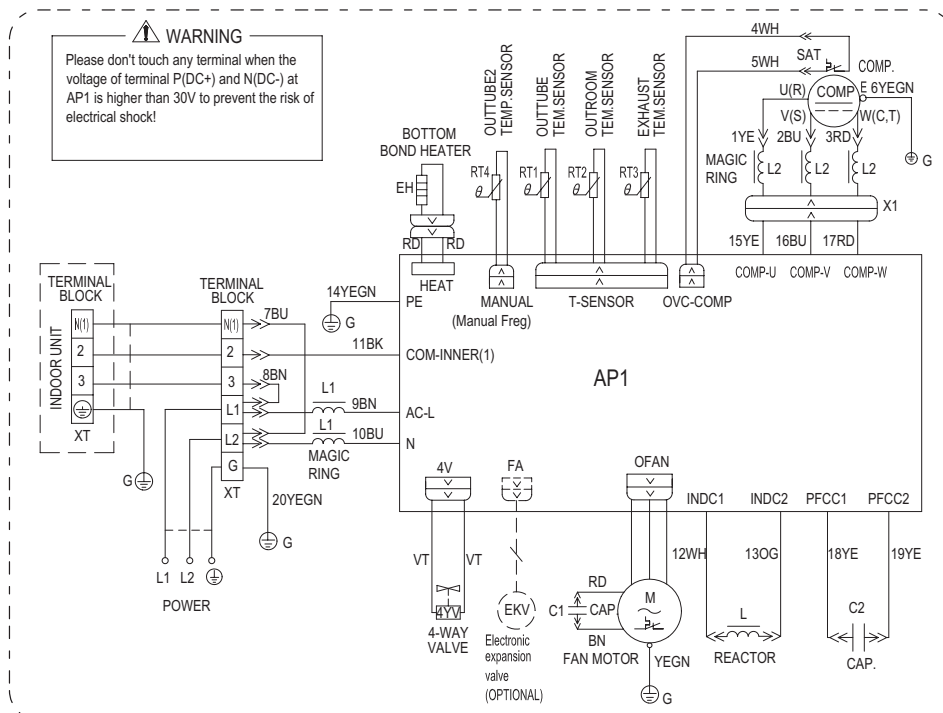 WARNING
Please don't touch any terminal when the
voltage of terminal P(DC+) and N(DC-) at
AP1 is higher than 30V to prevent the risk of
electrical shock!
BOTTOM
BOND HEATER
EH
RD
RD
HEAT
OUTTUBE2
TEMP.SENSOR
OUTTUBE
TEM.SENSOR
OUTROOM
TEM.SENSOR
EXHAUST
TEM.SENSOR
RT4
RT1
RT2
RT3
θ
θ
θ
θ
MANUAL
(Manual Freg)
T-SENSOR
OVC-COMP
4WH
5WH
SAT
COMP.
COMP
U(R)
V(S)
W(C,T)
E 6YEGN
G
1YE
2BU
3RD
MAGIC
RING
L2
L2
L2
X1
15YE
16BU
17RD
COMP-U
COMP-V
COMP-W
INDOOR UNIT
TERMINAL
BLOCK
N(1)
2
3
XT
G
TERMINAL
BLOCK
N(1)
2
3
L1
L2
G
XT
7BU
8BN
14YEGN
G
PE
11BK
COM-INNER(1)
L1
9BN
AC-L
L1
10BU
N
MAGIC
RING
20YEGN
G
L1
L2
POWER
AP1
4V
VT
VT
4YV
4-WAY
VALVE
FA
EKV
Electronic
expansion
valve
(OPTIONAL)
OFAN
RD
C1
CAP.
BN
M
FAN MOTOR
YEGN
G
INDC1
INDC2
12WH
13OG
L
REACTOR
PFCC1
PFCC2
18YE
19YE
C2
CAP.